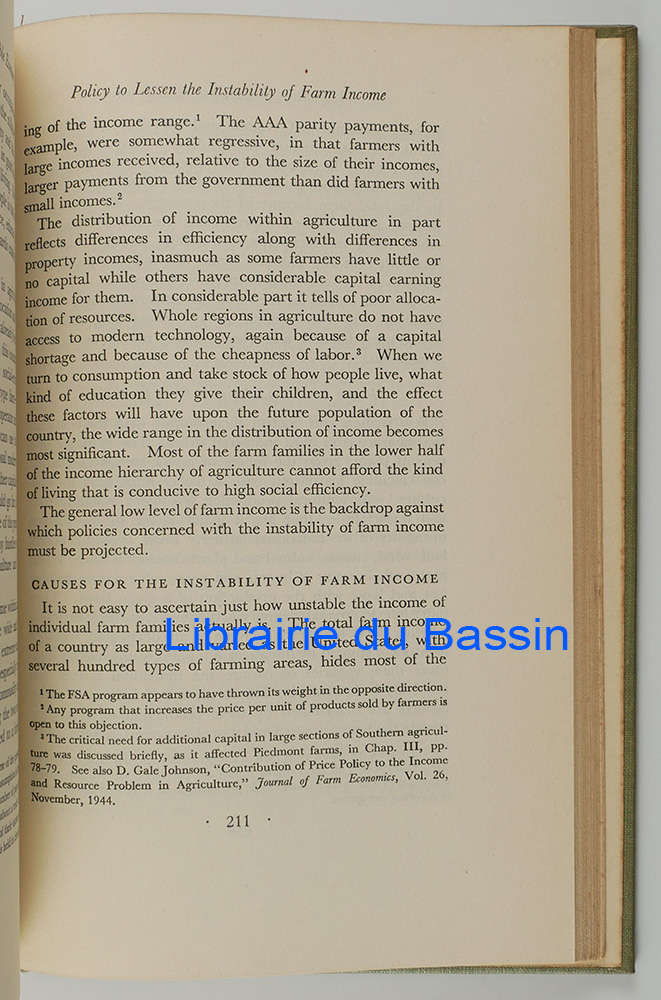 Policy to Lessen the Instability of Farm Income
ing of the income range.¹ The AAA parity payments, for
example, were somewhat regressive, in that farmers with
large incomes received, relative to the size of their incomes,
larger payments from the government than did farmers with
small incomes.²
The distribution of income within agriculture in part
reflects differences in efficiency along with differences in
property incomes, inasmuch as some farmers have little or
no capital while others have considerable capital earning
income for them. In considerable part it tells of poor alloca-
tion of resources. Whole regions in agriculture do not have
access to modern technology, again because of a capital
shortage and because of the cheapness of labor.³ When we
turn to consumption and take stock of how people live, what
kind of education they give their children, and the effect
these factors will have upon the future population of the
country, the wide range in the distribution of income becomes
most significant. Most of the farm families in the lower half
of the income hierarchy of agriculture cannot afford the kind
of living that is conducive to high social efficiency.
The general low level of farm income is the backdrop against
which policies concerned with the instability of farm income
must be projected.
CAUSES FOR THE INSTABILITY OF FARM INCOME
It is not easy to ascertain just how unstable the income of
individual farm families actually is. The total farm income
of a country as large and varied as the United States, with
several hundred types of farming areas, hides most of the
Librairie du Bassin
¹ The FSA program appears to have thrown its weight in the opposite direction.
² Any program that increases the price per unit of products sold by farmers is
open to this objection.
³ The critical need for additional capital in large sections of Southern agricul-
ture was discussed briefly, as it affected Piedmont farms, in Chap. III, pp.
78–79. See also D. Gale Johnson, "Contribution of Price Policy to the Income
and Resource Problem in Agriculture," Journal of Farm Economics, Vol. 26,
November, 1944.
· 211 ·